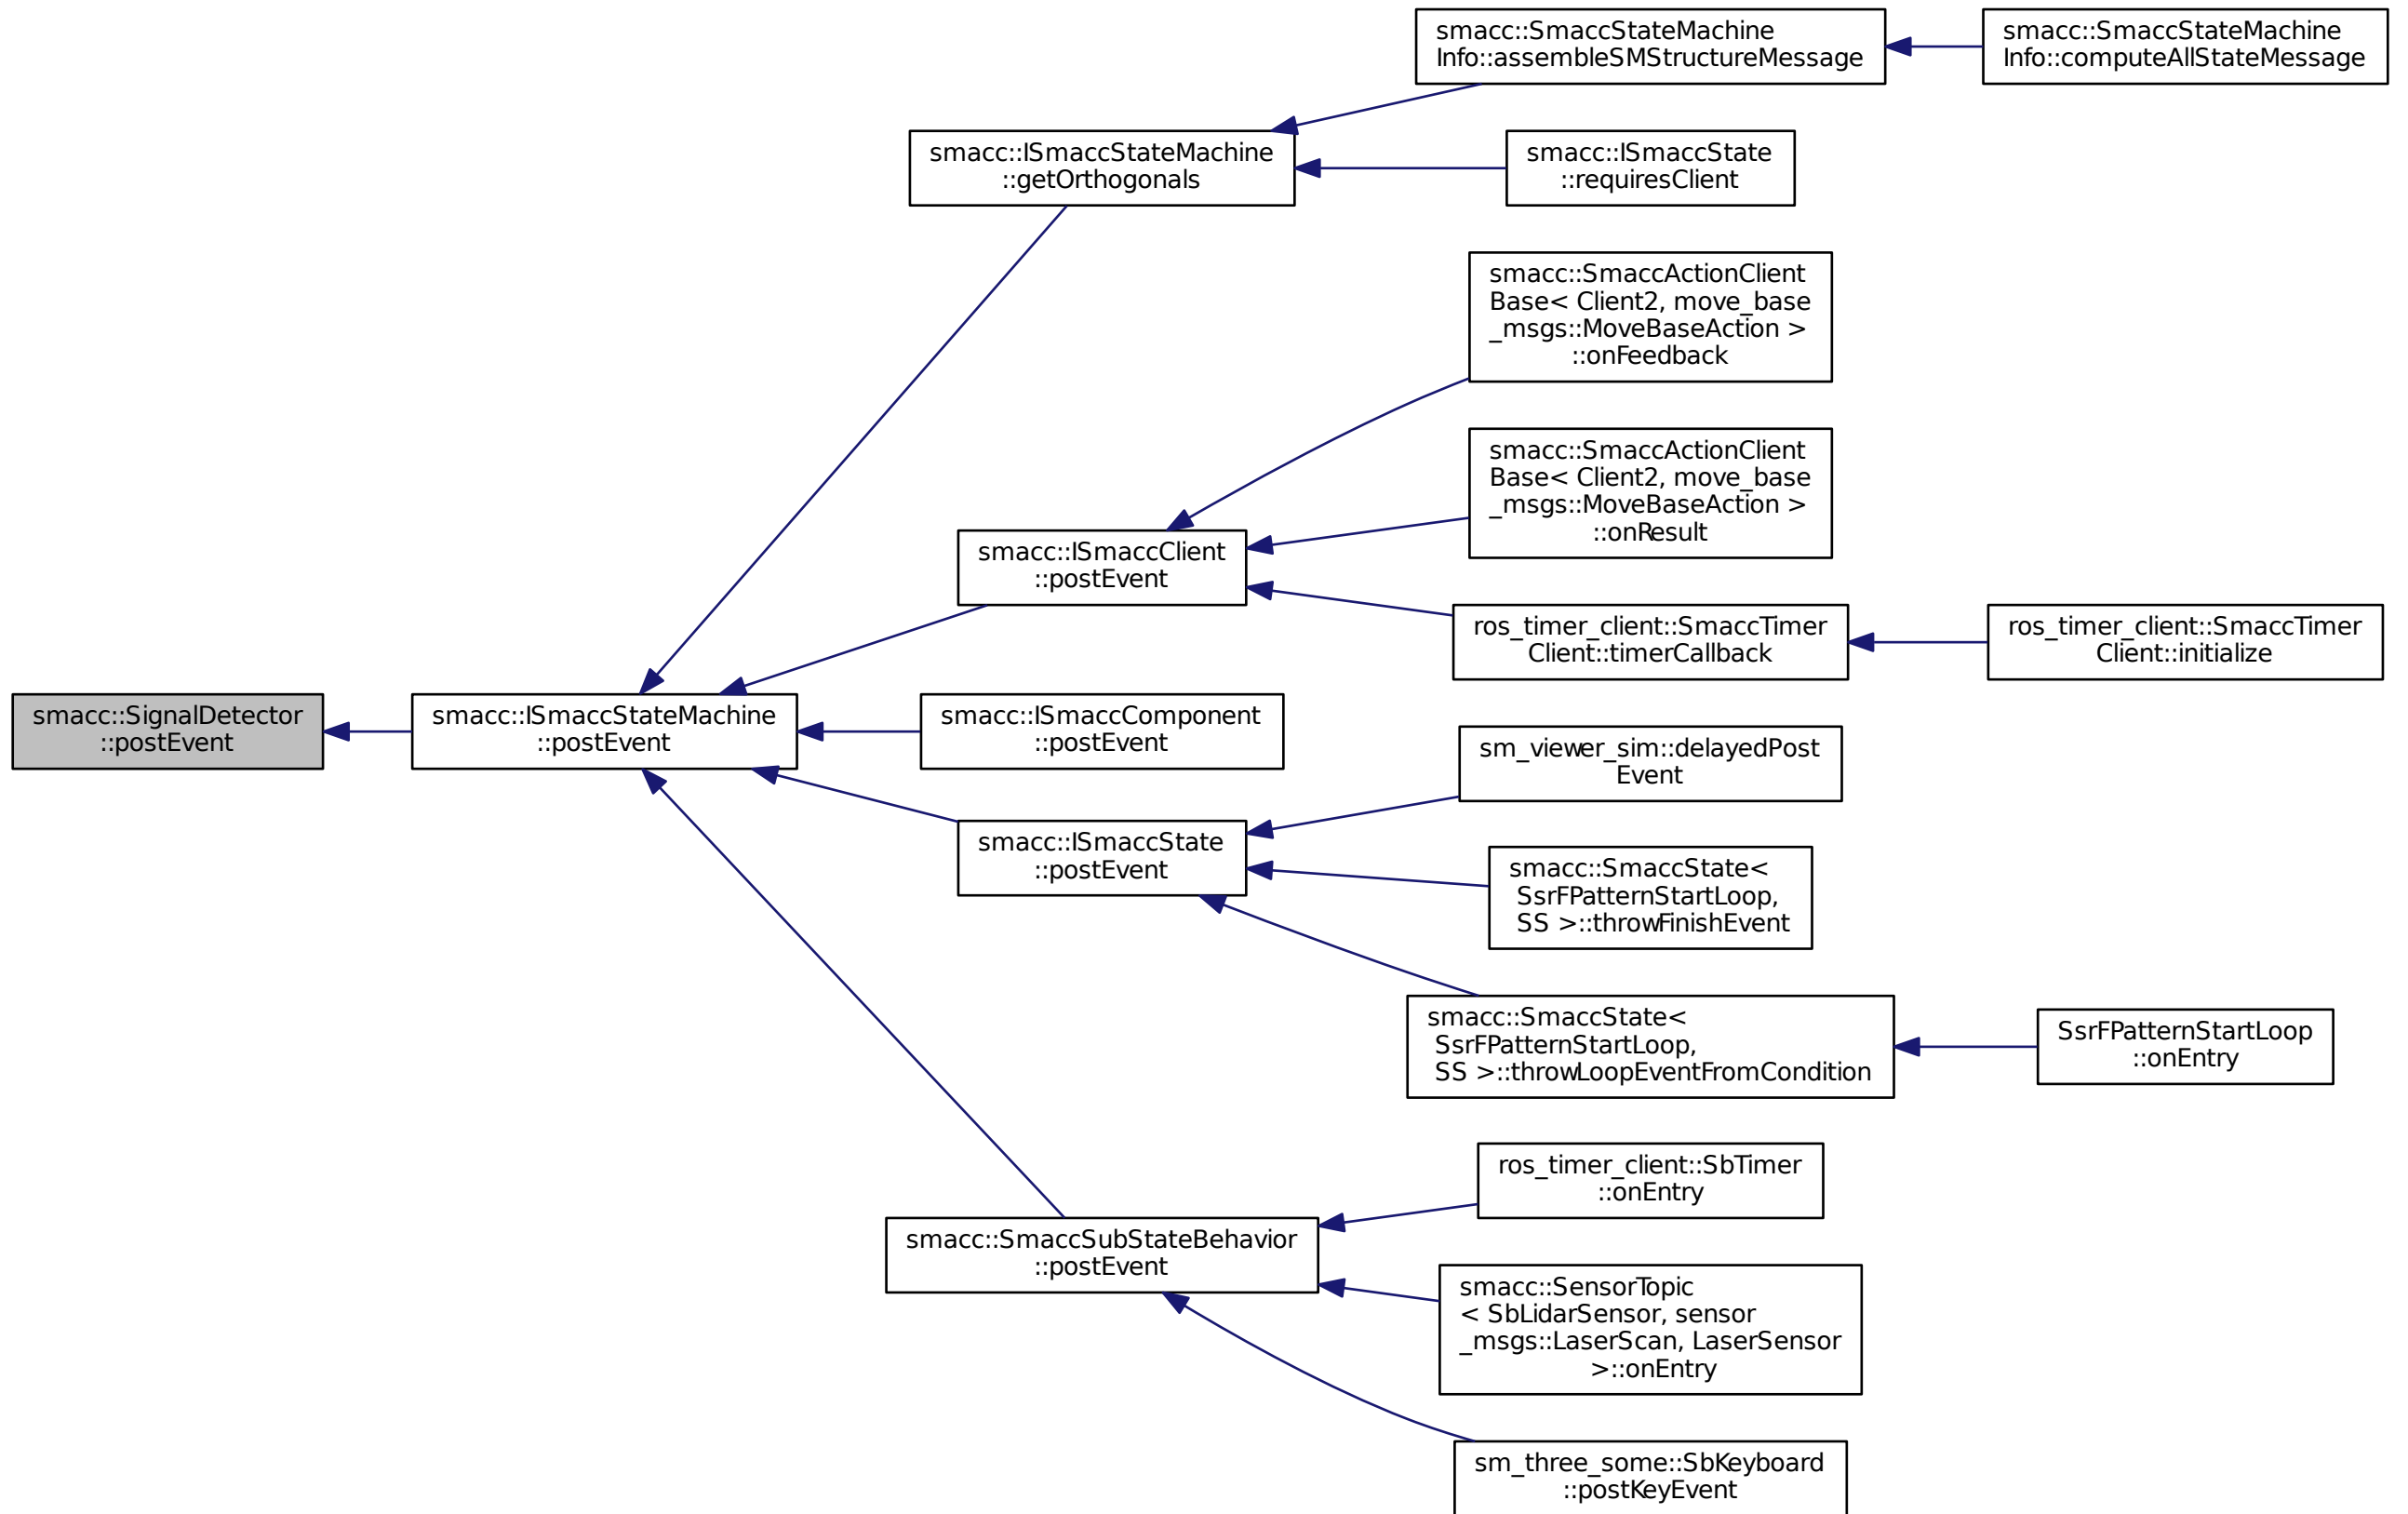 smacc::SmaccStateMachine
Info::assembleSMStructureMessage
smacc::SmaccStateMachine
Info::computeAllStateMessage
smacc::ISmaccStateMachine
::getOrthogonals
smacc::ISmaccState
::requiresClient
smacc::SmaccActionClient
Base< Client2, move_base
_msgs::MoveBaseAction >
::onFeedback
smacc::SmaccActionClient
Base< Client2, move_base
_msgs::MoveBaseAction >
::onResult
smacc::ISmaccClient
::postEvent
ros_timer_client::SmaccTimer
Client::timerCallback
ros_timer_client::SmaccTimer
Client::initialize
smacc::SignalDetector
::postEvent
smacc::ISmaccStateMachine
::postEvent
smacc::ISmaccComponent
::postEvent
sm_viewer_sim::delayedPost
Event
smacc::ISmaccState
::postEvent
smacc::SmaccState<
SsrFPatternStartLoop,
SS >::throwFinishEvent
smacc::SmaccState<
SsrFPatternStartLoop,
SS >::throwLoopEventFromCondition
SsrFPatternStartLoop
::onEntry
ros_timer_client::SbTimer
::onEntry
smacc::SmaccSubStateBehavior
::postEvent
smacc::SensorTopic
< SbLidarSensor, sensor
_msgs::LaserScan, LaserSensor
>::onEntry
sm_three_some::SbKeyboard
::postKeyEvent